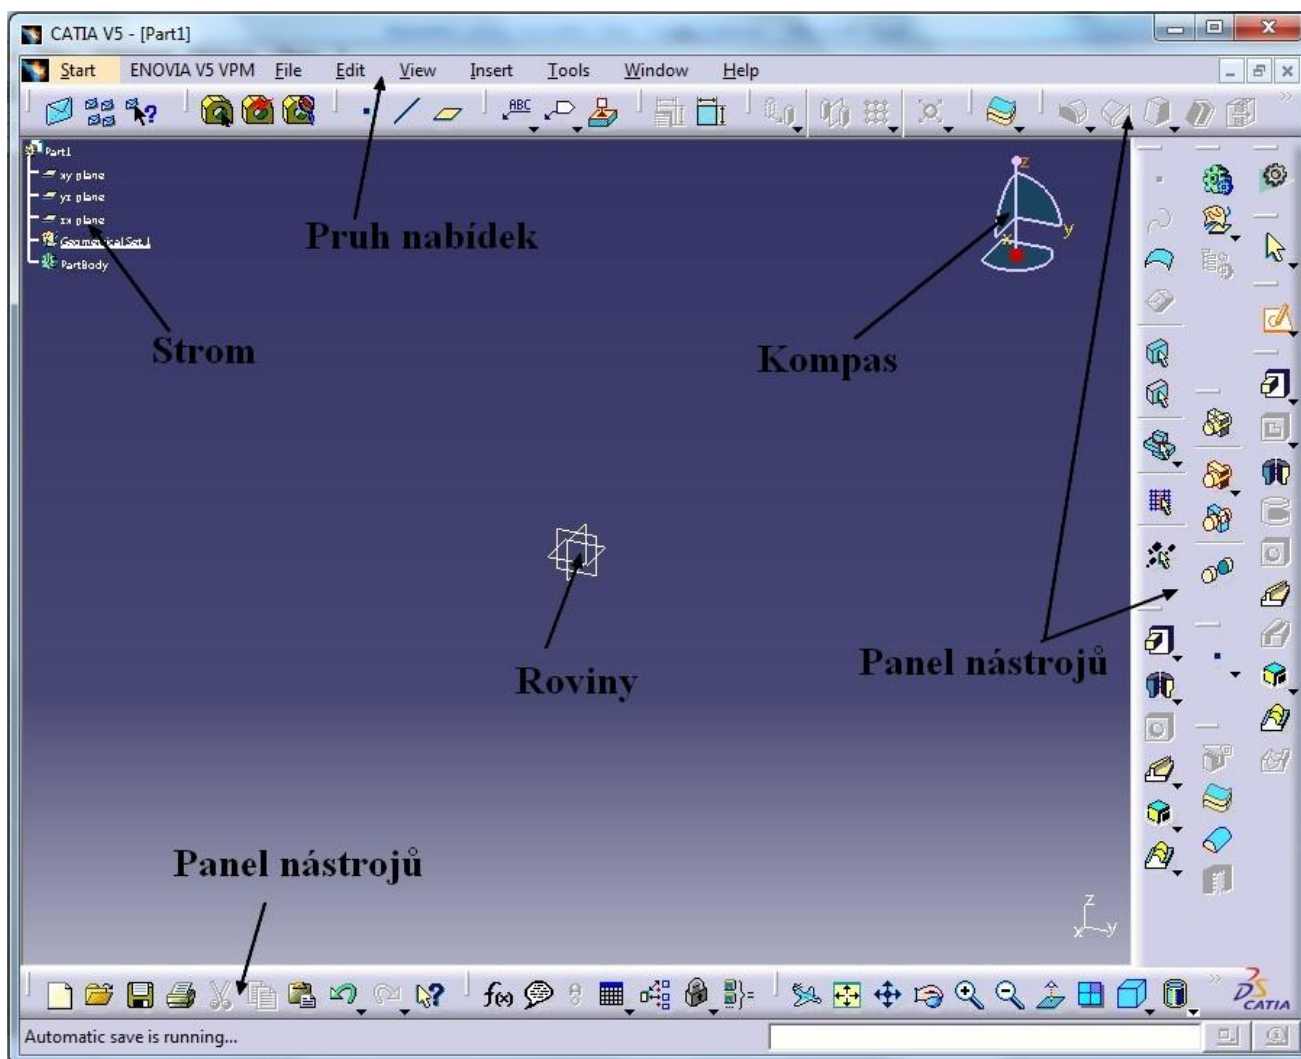 CATIA V5 - [Part1]
Start ENOVIA V5 VPM File Edit View Insert Tools Window Help
ABC
Part1
xy plane
yz plane
zx plane
Geometrical Set.1
PartBody
z
y
x
Pruh nabídek
Strom
Kompas
Roviny
Panel nástrojů
Panel nástrojů
z
x y
f(x)
CATIA
Automatic save is running...